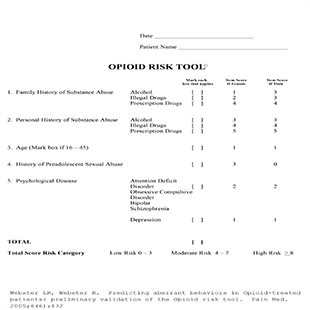 Date
Patient Name
OPIOID RISK TOOL
Mark each box that applies Item Score If Female Item Score If Male
1. Family History of Substance Abuse Alcohol [ ] 1 3
Illegal Drugs [ ] 2 3
Prescription Drugs [ ] 4 4
2. Personal History of Substance Abuse Alcohol [ ] 3 3
Illegal Drugs [ ] 4 4
Prescription Drugs [ ] 5 5
3. Age (Mark box if 16 – 45) [ ] 1 1
4. History of Preadolescent Sexual Abuse [ ] 3 0
5. Psychological Disease Attention Deficit
Disorder [ ] 2 2
Obsessive Compulsive
Disorder
Bipolar
Schizophrenia
Depression [ ] 1 1
TOTAL [ ]
Total Score Risk Category Low Risk 0 – 3 Moderate Risk 4 – 7 High Risk ≥ 8
Webster LR, Webster R. Predicting aberrant behaviors in Opioid-treated
patients: preliminary validation of the Opioid risk tool. Pain Med.
2005;6(6):432